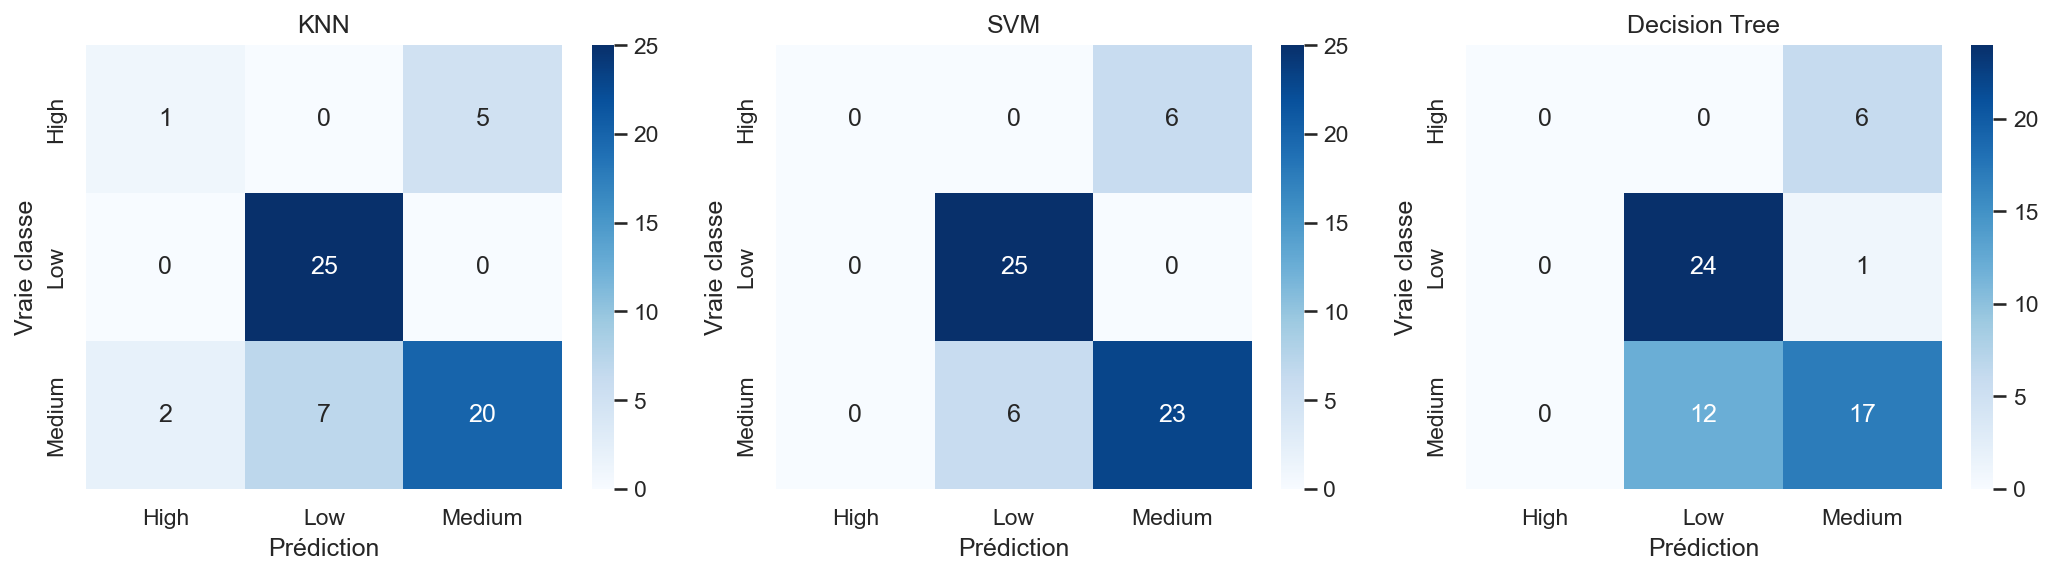 KNN
Vraie classe
High
Low
Medium
1 0 5
0 25 0
2 7 20
High Low Medium
Prédiction
25
20
15
10
5
0
SVM
Vraie classe
High
Low
Medium
0 0 6
0 25 0
0 6 23
High Low Medium
Prédiction
25
20
15
10
5
0
Decision Tree
Vraie classe
High
Low
Medium
0 0 6
0 24 1
0 12 17
High Low Medium
Prédiction
20
15
10
5
0